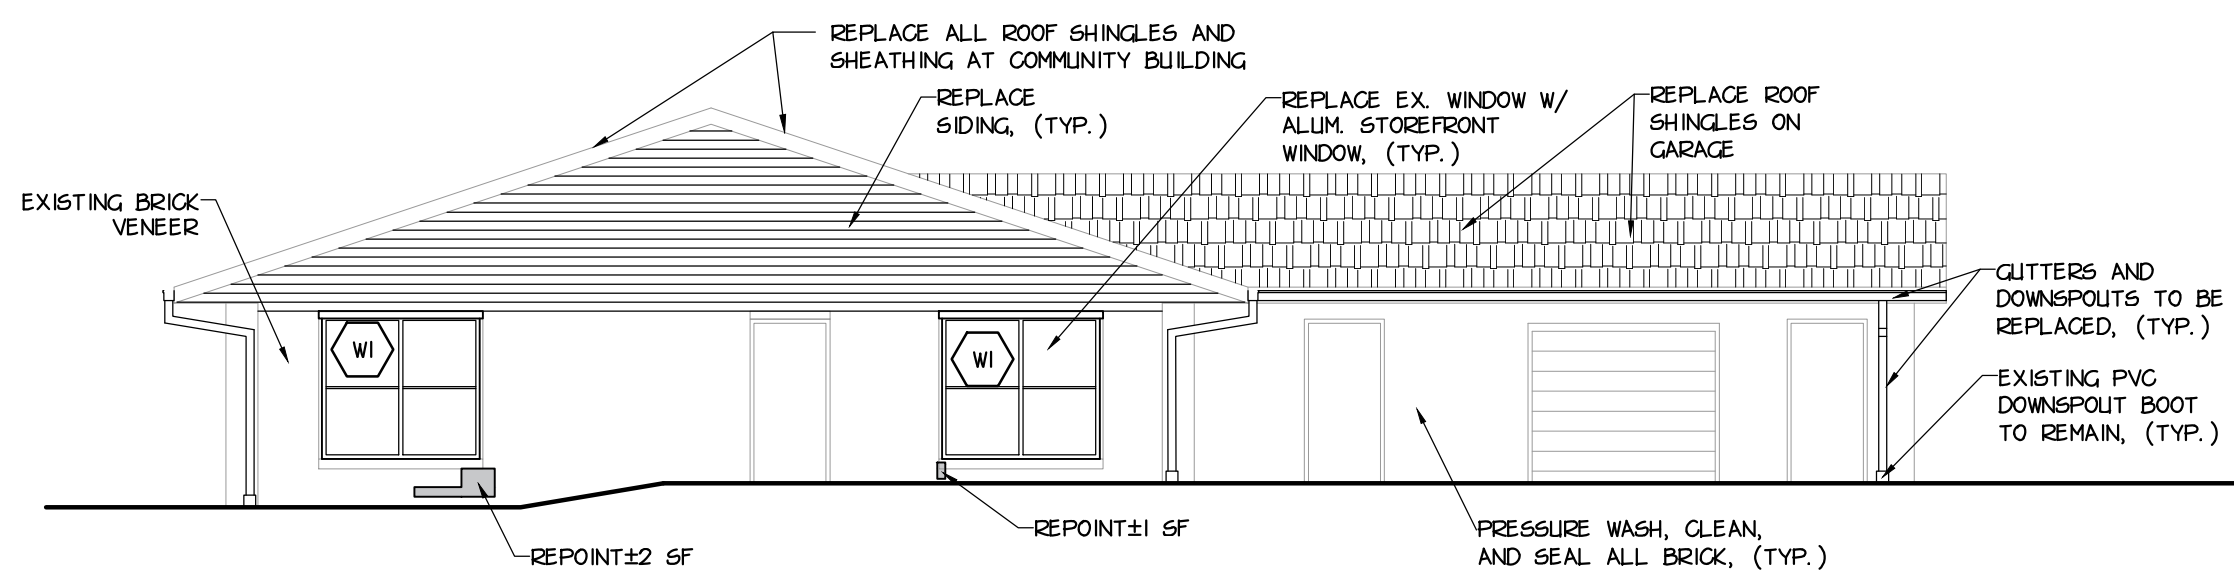 REPLACE ALL ROOF SHINGLES AND
SHEATHING AT COMMUNITY BUILDING
REPLACE
SIDING, (TYP.)
REPLACE EX. WINDOW W/
ALUM. STOREFRONT
WINDOW, (TYP.)
REPLACE ROOF
SHINGLES ON
GARAGE
EXISTING BRICK
VENEER
GUTTERS AND
DOWNSPOUTS TO BE
REPLACED, (TYP.)
W1
W1
EXISTING PVC
DOWNSPOUT BOOT
TO REMAIN, (TYP.)
REPOINT±2 SF
REPOINT±1 SF
PRESSURE WASH, CLEAN,
AND SEAL ALL BRICK, (TYP.)